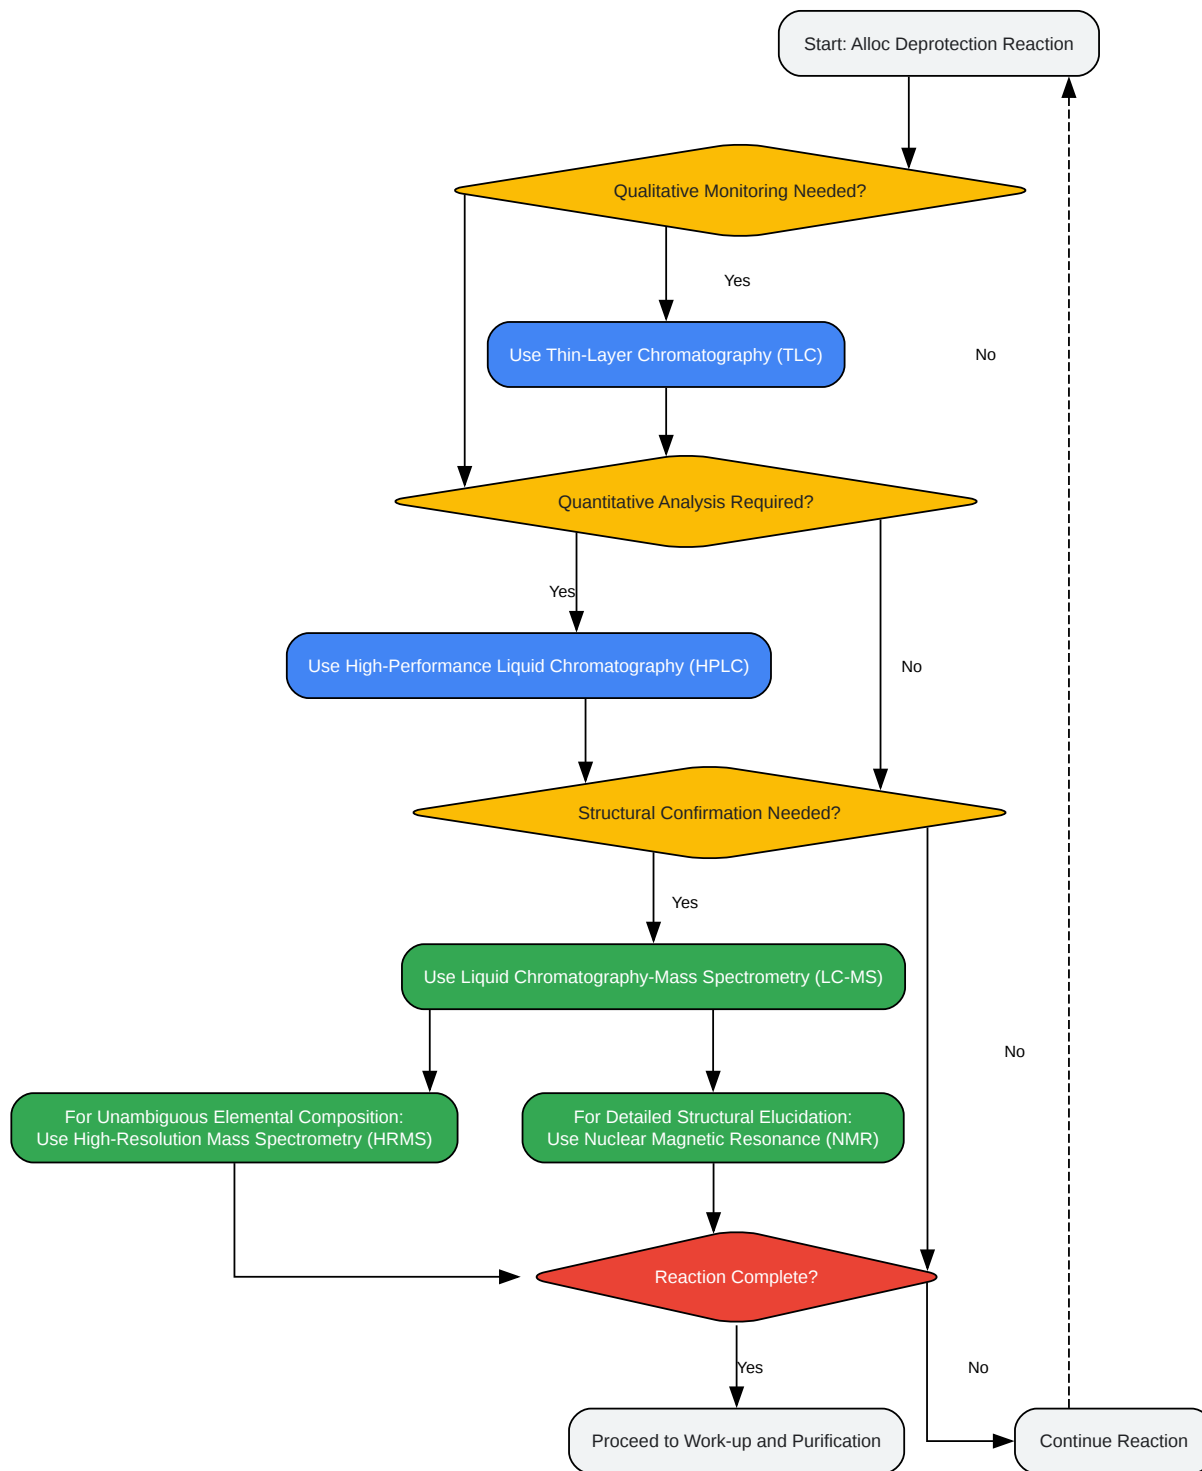 Start: Alloc Deprotection Reaction
Qualitative Monitoring Needed?
Yes
Use Thin-Layer Chromatography (TLC)
No
Quantitative Analysis Required?
Yes
Use High-Performance Liquid Chromatography (HPLC)
No
Structural Confirmation Needed?
Yes
Use Liquid Chromatography-Mass Spectrometry (LC-MS)
No
For Unambiguous Elemental Composition:
Use High-Resolution Mass Spectrometry (HRMS)
For Detailed Structural Elucidation:
Use Nuclear Magnetic Resonance (NMR)
Reaction Complete?
Yes
No
Proceed to Work-up and Purification
Continue Reaction